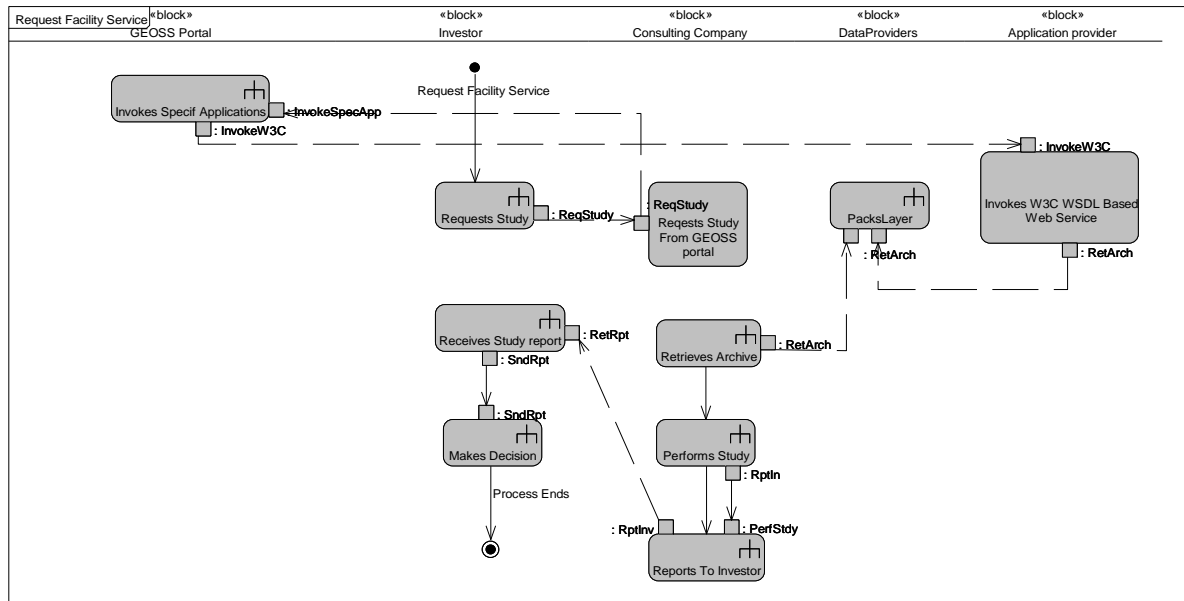 Request Facility Service
«block»
GEOSS Portal
«block»
Investor
«block»
Consulting Company
«block»
DataProviders
«block»
Application provider
Request Facility Service
Invokes Specif Applications
: InvokeSpecApp
: InvokeW3C
: InvokeW3C
Requests Study
: ReqStudy
: ReqStudy
Reqests Study
From GEOSS
portal
PacksLayer
: RetArch
Invokes W3C WSDL Based
Web Service
: RetArch
Receives Study report
: RetRpt
: SndRpt
Retrieves Archive
: RetArch
: SndRpt
Makes Decision
Performs Study
: RptIn
Process Ends
: RptInv
: PerfStdy
Reports To Investor